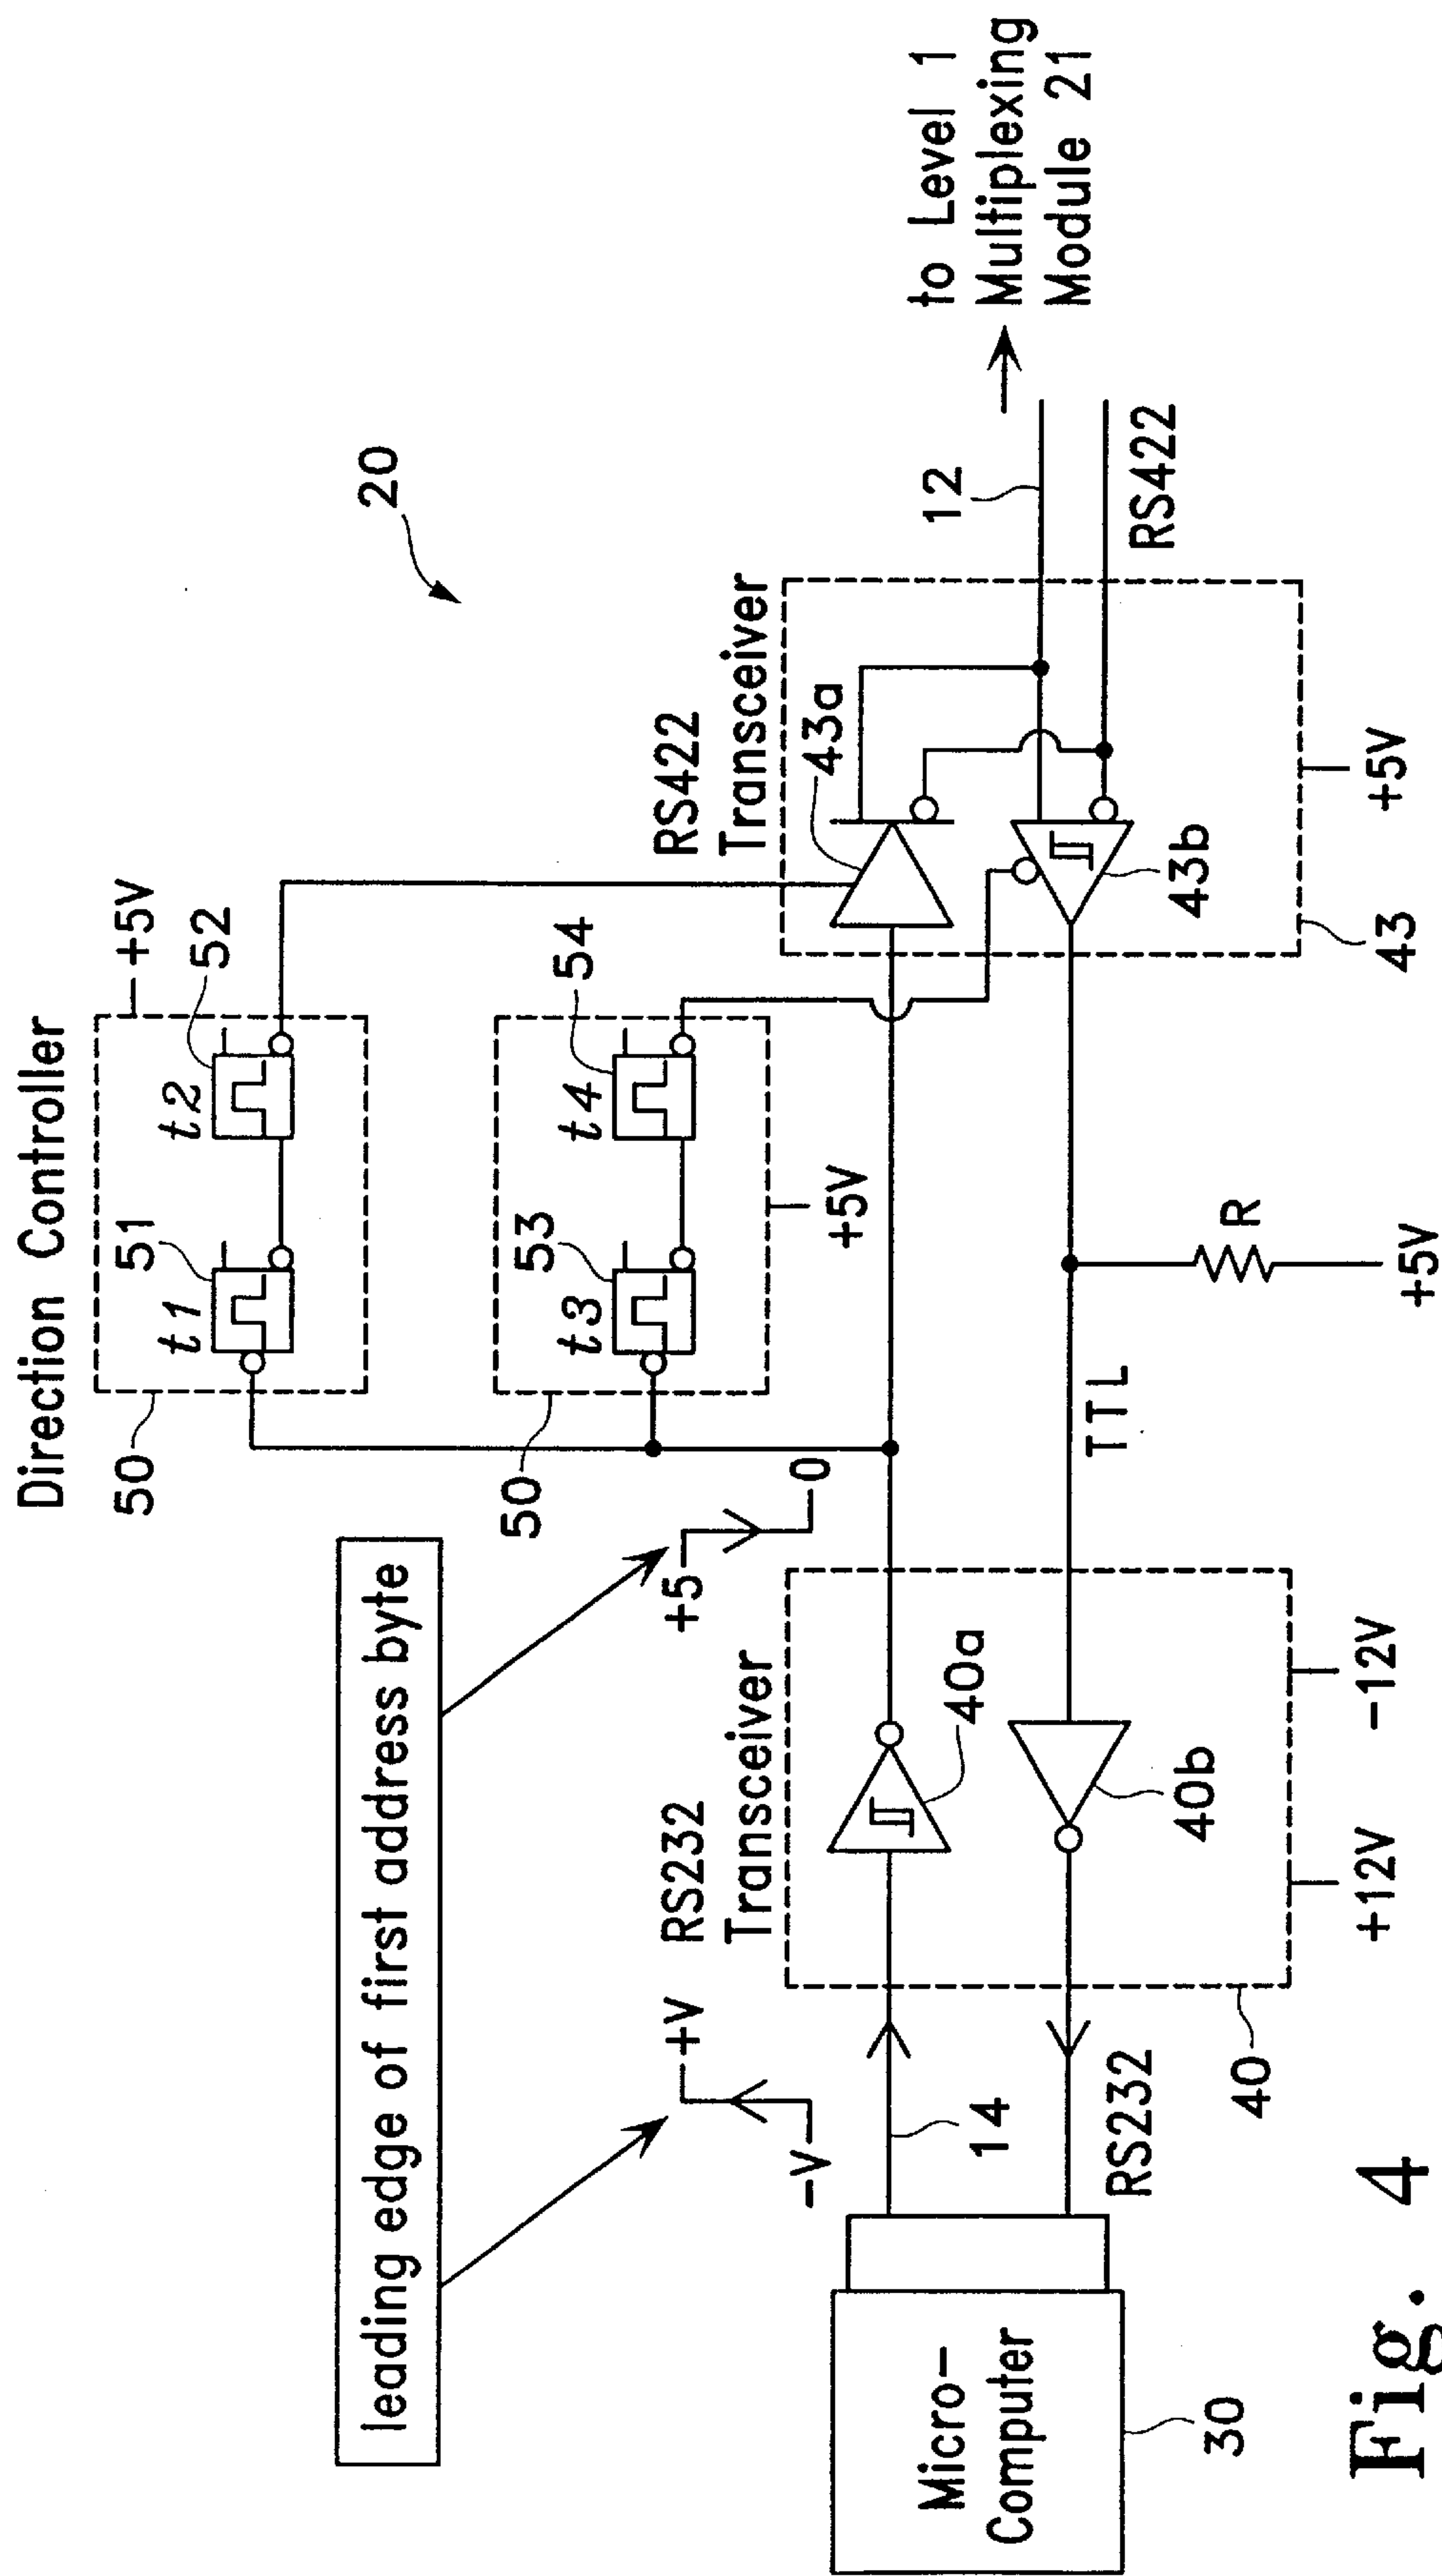 Direction Controller
50
t1
51
t2
52
+5V
50
t3
53
t4
54
+5V
20
leading edge of first address byte
-V
+V
+5
0
RS232
Transceiver
RS422
Transceiver
40a
43a
12
to Level 1
Multiplexing
Module 21
14
RS232
40b
TTL
R
+5V
43b
RS422
Micro-
Computer
30
40
+12V
-12V
43
+5V
Fig. 4